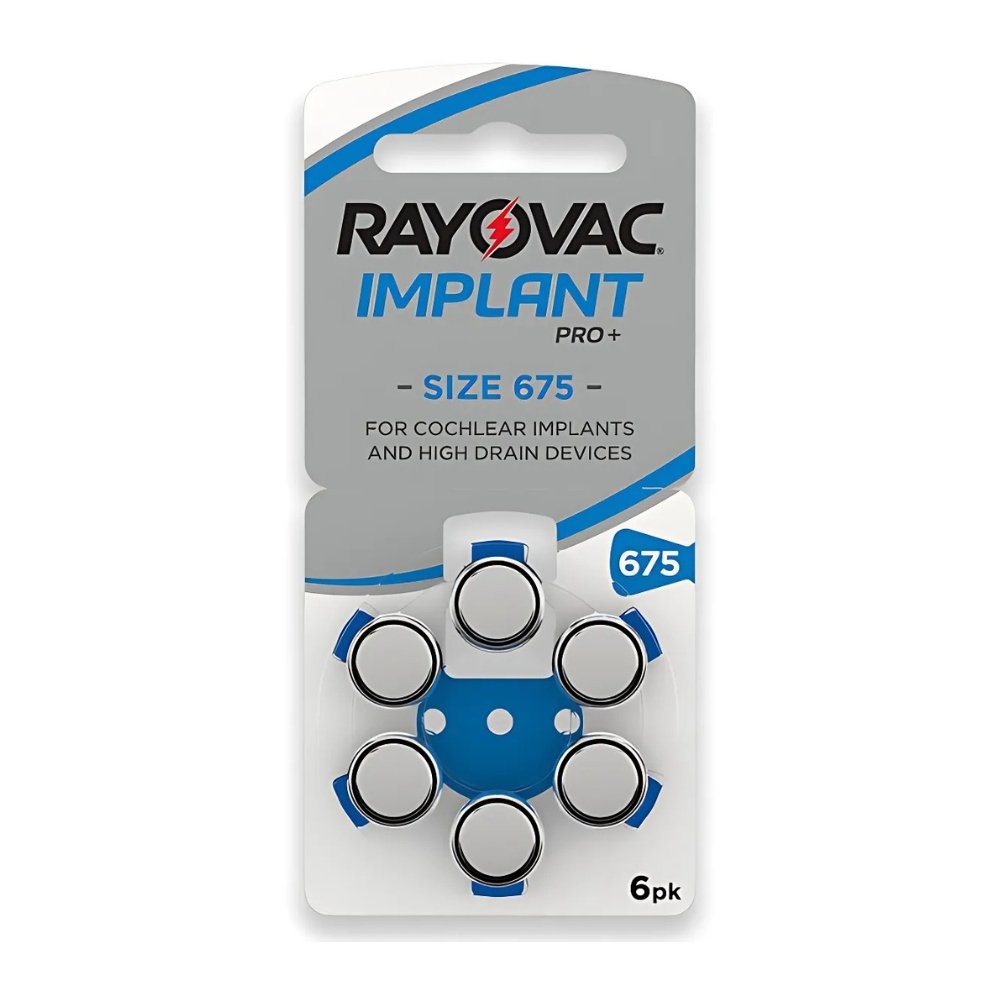 RAYOVAC®
IMPLANT
PRO+
- SIZE 675 -
FOR COCHLEAR IMPLANTS
AND HIGH DRAIN DEVICES
675
6pk